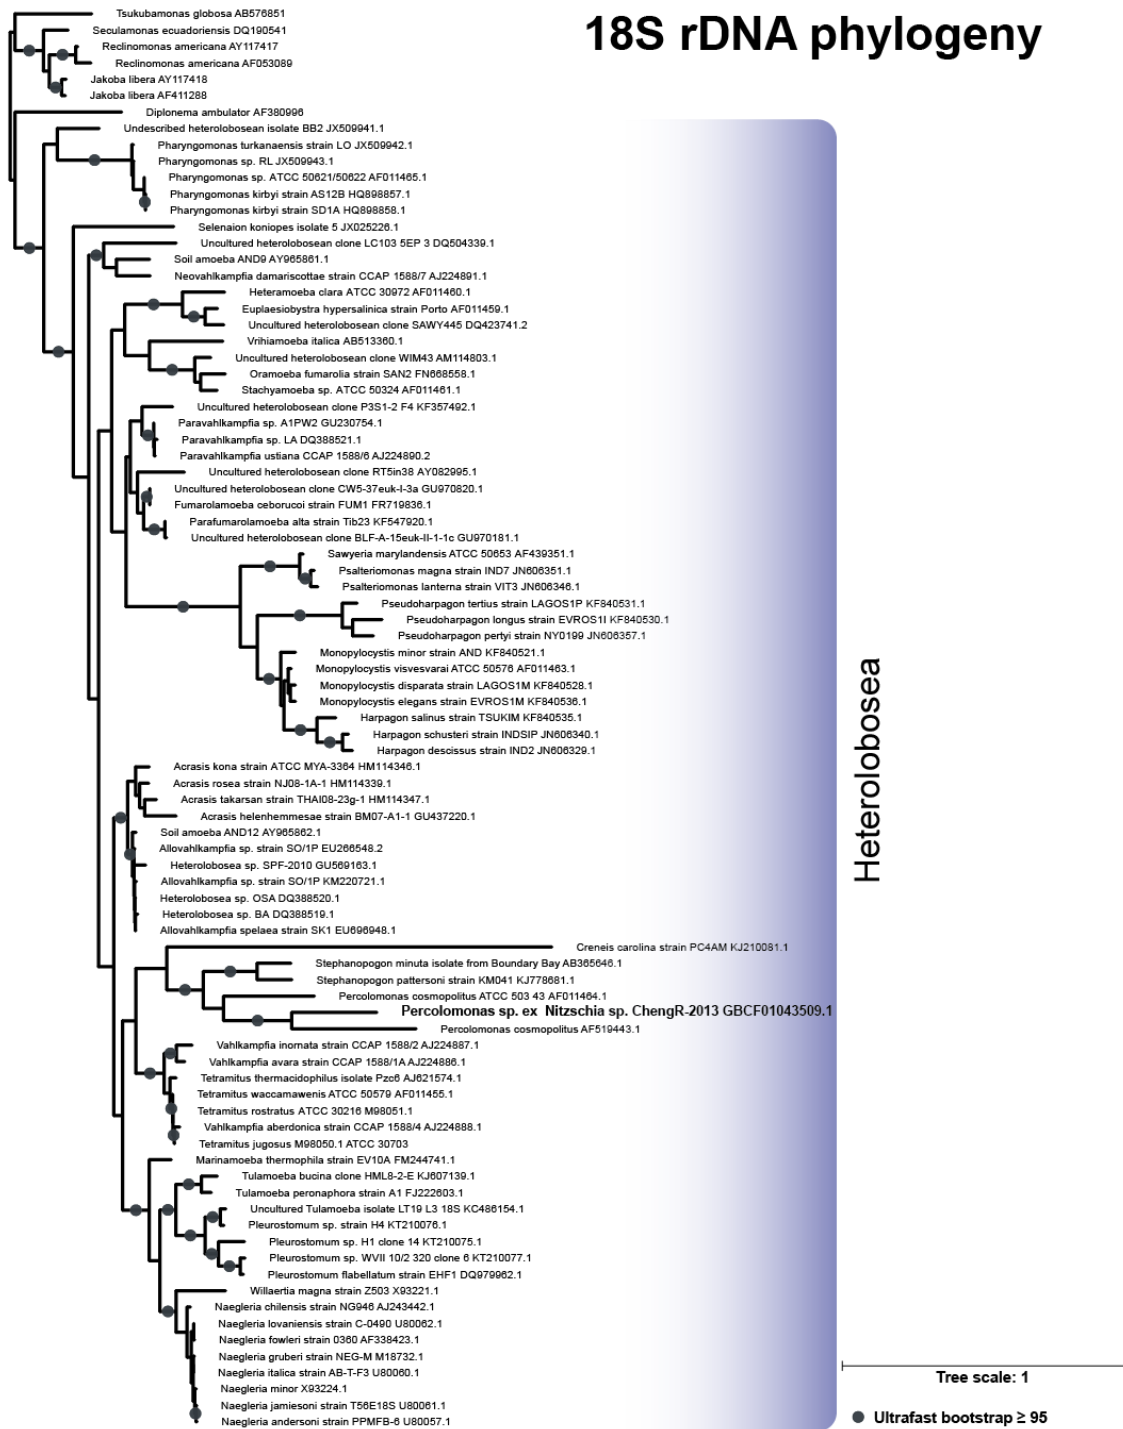 18S rDNA phylogeny
Tsukubamonas globosa AB576851
Seculamonas ecuadoriensis DQ190541
Reclinomonas americana AY117417
Reclinomonas americana AF053089
Jakoba libera AY117418
Jakoba libera AF411288
Diplonema ambulator AF380996
Undescribed heterolobosean isolate BB2 JX509941.1
Pharyngomonas turkanaensis strain LO JX509942.1
Pharyngomonas sp. RL JX509943.1
Pharyngomonas sp. ATCC 50621/50622 AF011465.1
Pharyngomonas kirbyi strain AS12B HQ898857.1
Pharyngomonas kirbyi strain SD1A HQ898858.1
Selenaion koniopes isolate 5 JX025226.1
Uncultured heterolobosean clone LC103 5EP 3 DQ504339.1
Soil amoeba AND9 AY965861.1
Neovahlkampfia damariscottae strain CCAP 1588/7 AJ224891.1
Heteramoeba clara ATCC 30972 AF011460.1
Euplaesiobystra hypersalinica strain Porto AF011459.1
Uncultured heterolobosean clone SAWY445 DQ423741.2
Vrihiamoeba italica AB513360.1
Uncultured heterolobosean clone WIM43 AM114803.1
Oramoeba fumarolia strain SAN2 FN668558.1
Stachyamoeba sp. ATCC 50324 AF011461.1
Uncultured heterolobosean clone P3S1-2 F4 KF357492.1
Paravahlkampfia sp. A1PW2 GU230754.1
Paravahlkampfia sp. LA DQ388521.1
Paravahlkampfia ustiana CCAP 1588/6 AJ224890.2
Uncultured heterolobosean clone RT5in38 AY082995.1
Uncultured heterolobosean clone CW5-37euk-I-3a GU970820.1
Fumarolamoeba ceborucoi strain FUM1 FR719836.1
Parafumarolamoeba alta strain Tib23 KF547920.1
Uncultured heterolobosean clone BLF-A-15euk-II-1-1c GU970181.1
Sawyeria marylandensis ATCC 50653 AF439351.1
Psalteriomonas magna strain IND7 JN606351.1
Psalteriomonas lanterna strain VIT3 JN606346.1
Pseudoharpagon tertius strain LAGOS1P KF840531.1
Pseudoharpagon longus strain EVROS1I KF840530.1
Pseudoharpagon pertyi strain NY0199 JN606357.1
Monopylocystis minor strain AND KF840521.1
Monopylocystis visvesvarai ATCC 50576 AF011463.1
Monopylocystis disparata strain LAGOS1M KF840528.1
Monopylocystis elegans strain EVROS1M KF840536.1
Harpagon salinus strain TSUKIM KF840535.1
Harpagon schusteri strain INDSIP JN606340.1
Harpagon descissus strain IND2 JN606329.1
Acrasis kona strain ATCC MYA-3364 HM114346.1
Acrasis rosea strain NJ08-1A-1 HM114339.1
Acrasis takarsan strain THAI08-23g-1 HM114347.1
Acrasis helenhemmesae strain BM07-A1-1 GU437220.1
Soil amoeba AND12 AY965862.1
Allovahlkampfia sp. strain SO/1P EU266548.2
Heterolobosea sp. SPF-2010 GU569163.1
Allovahlkampfia sp. strain SO/1P KM220721.1
Heterolobosea sp. OSA DQ388520.1
Heterolobosea sp. BA DQ388519.1
Allovahlkampfia spelaea strain SK1 EU696948.1
Creneis carolina strain PC4AM KJ210081.1
Stephanopogon minuta isolate from Boundary Bay AB365646.1
Stephanopogon pattersoni strain KM041 KJ778681.1
Percolomonas cosmopolitus ATCC 503 43 AF011464.1
Percolomonas sp. ex Nitzschia sp. ChengR-2013 GBCF01043509.1
Percolomonas cosmopolitus AF519443.1
Vahlkampfia inornata strain CCAP 1588/2 AJ224887.1
Vahlkampfia avara strain CCAP 1588/1A AJ224886.1
Tetramitus thermacidophilus isolate Pzc6 AJ621574.1
Tetramitus waccamawenis ATCC 50579 AF011455.1
Tetramitus rostratus ATCC 30216 M98051.1
Vahlkampfia aberdonica strain CCAP 1588/4 AJ224888.1
Tetramitus jugosus M98050.1 ATCC 30703
Marinamoeba thermophila strain EV10A FM244741.1
Tulamoeba bucina clone HML8-2-E KJ607139.1
Tulamoeba peronaphora strain A1 FJ222603.1
Uncultured Tulamoeba isolate LT19 L3 18S KC486154.1
Pleurostomum sp. strain H4 KT210076.1
Pleurostomum sp. H1 clone 14 KT210075.1
Pleurostomum sp. WVII 10/2 320 clone 6 KT210077.1
Pleurostomum flabellatum strain EHF1 DQ979962.1
Willaertia magna strain Z503 X93221.1
Naegleria chilensis strain NG946 AJ243442.1
Naegleria lovaniensis strain C-0490 U80062.1
Naegleria fowleri strain 0360 AF338423.1
Naegleria gruberi strain NEG-M M18732.1
Naegleria italica strain AB-T-F3 U80060.1
Naegleria minor X93224.1
Naegleria jamiesoni strain T56E18S U80061.1
Naegleria andersoni strain PPMFB-6 U80057.1
Heterolobosea
Tree scale: 1
Ultrafast bootstrap ≥ 95